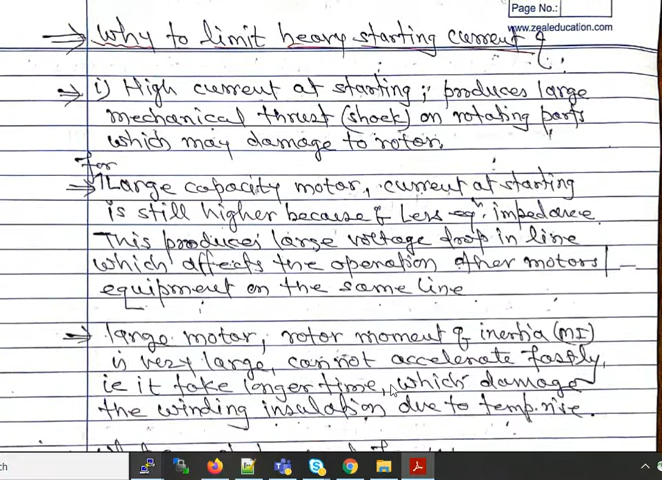 Page No.:
www.zealeducation.com
⇒ why to limit heavy starting current ?
⇒ i) High current at starting; produces large
mechanical thrust (shock) on rotating parts
which may damage to rotor.
for
⇒ Large capacity motor, current at starting
is still higher because of Less eqⁿ. impedance.
This produces large voltage drop in line
which affects the operation other motors/
equipment on the same line
⇒ large motor, rotor moment of inertia (MI)
is very large, cannot accelerate fastly,
ie it take longer time, which damage
the winding insulation due to temp. rise.
ch